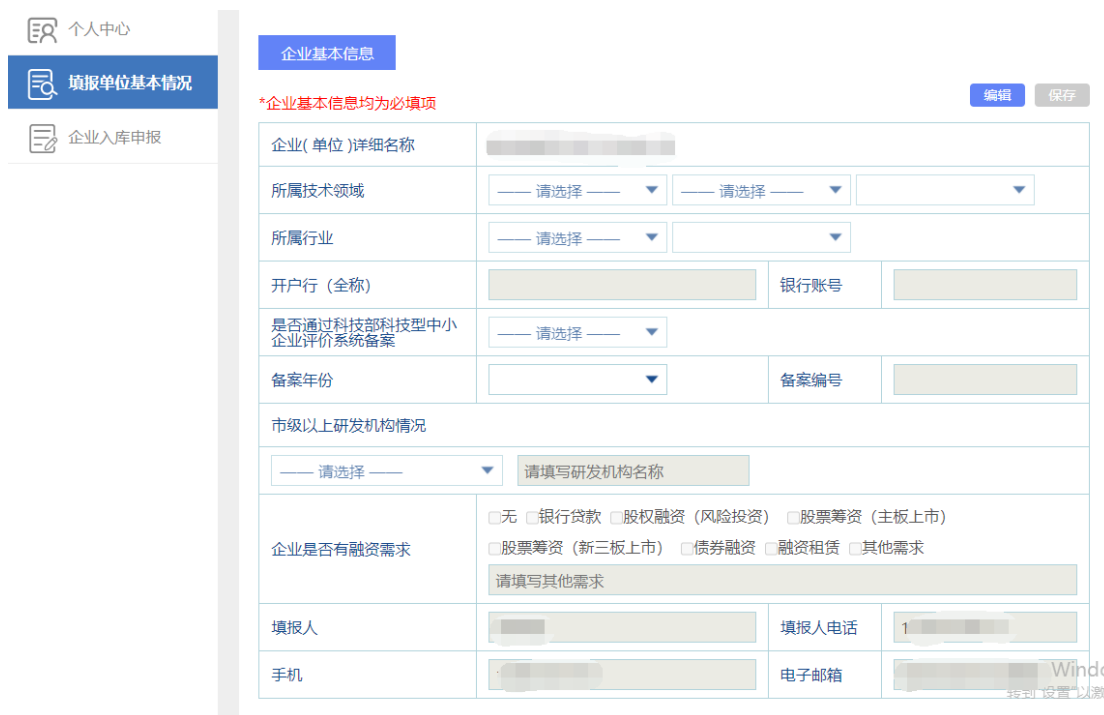 个人中心
填报单位基本情况
企业入库申报
企业基本信息
*企业基本信息均为必填项
编辑 保存
企业( 单位 )详细名称
所属技术领域 —— 请选择 —— —— 请选择 ——
所属行业 —— 请选择 ——
开户行（全称） 银行账号
是否通过科技部科技型中小
企业评价系统备案 —— 请选择 ——
备案年份 备案编号
市级以上研发机构情况
—— 请选择 —— 请填写研发机构名称
企业是否有融资需求
无 银行贷款 股权融资（风险投资） 股票筹资（主板上市）
股票筹资（新三板上市） 债券融资 融资租赁 其他需求
请填写其他需求
填报人 填报人电话 1
手机 电子邮箱
Windo
转到"设置"以激